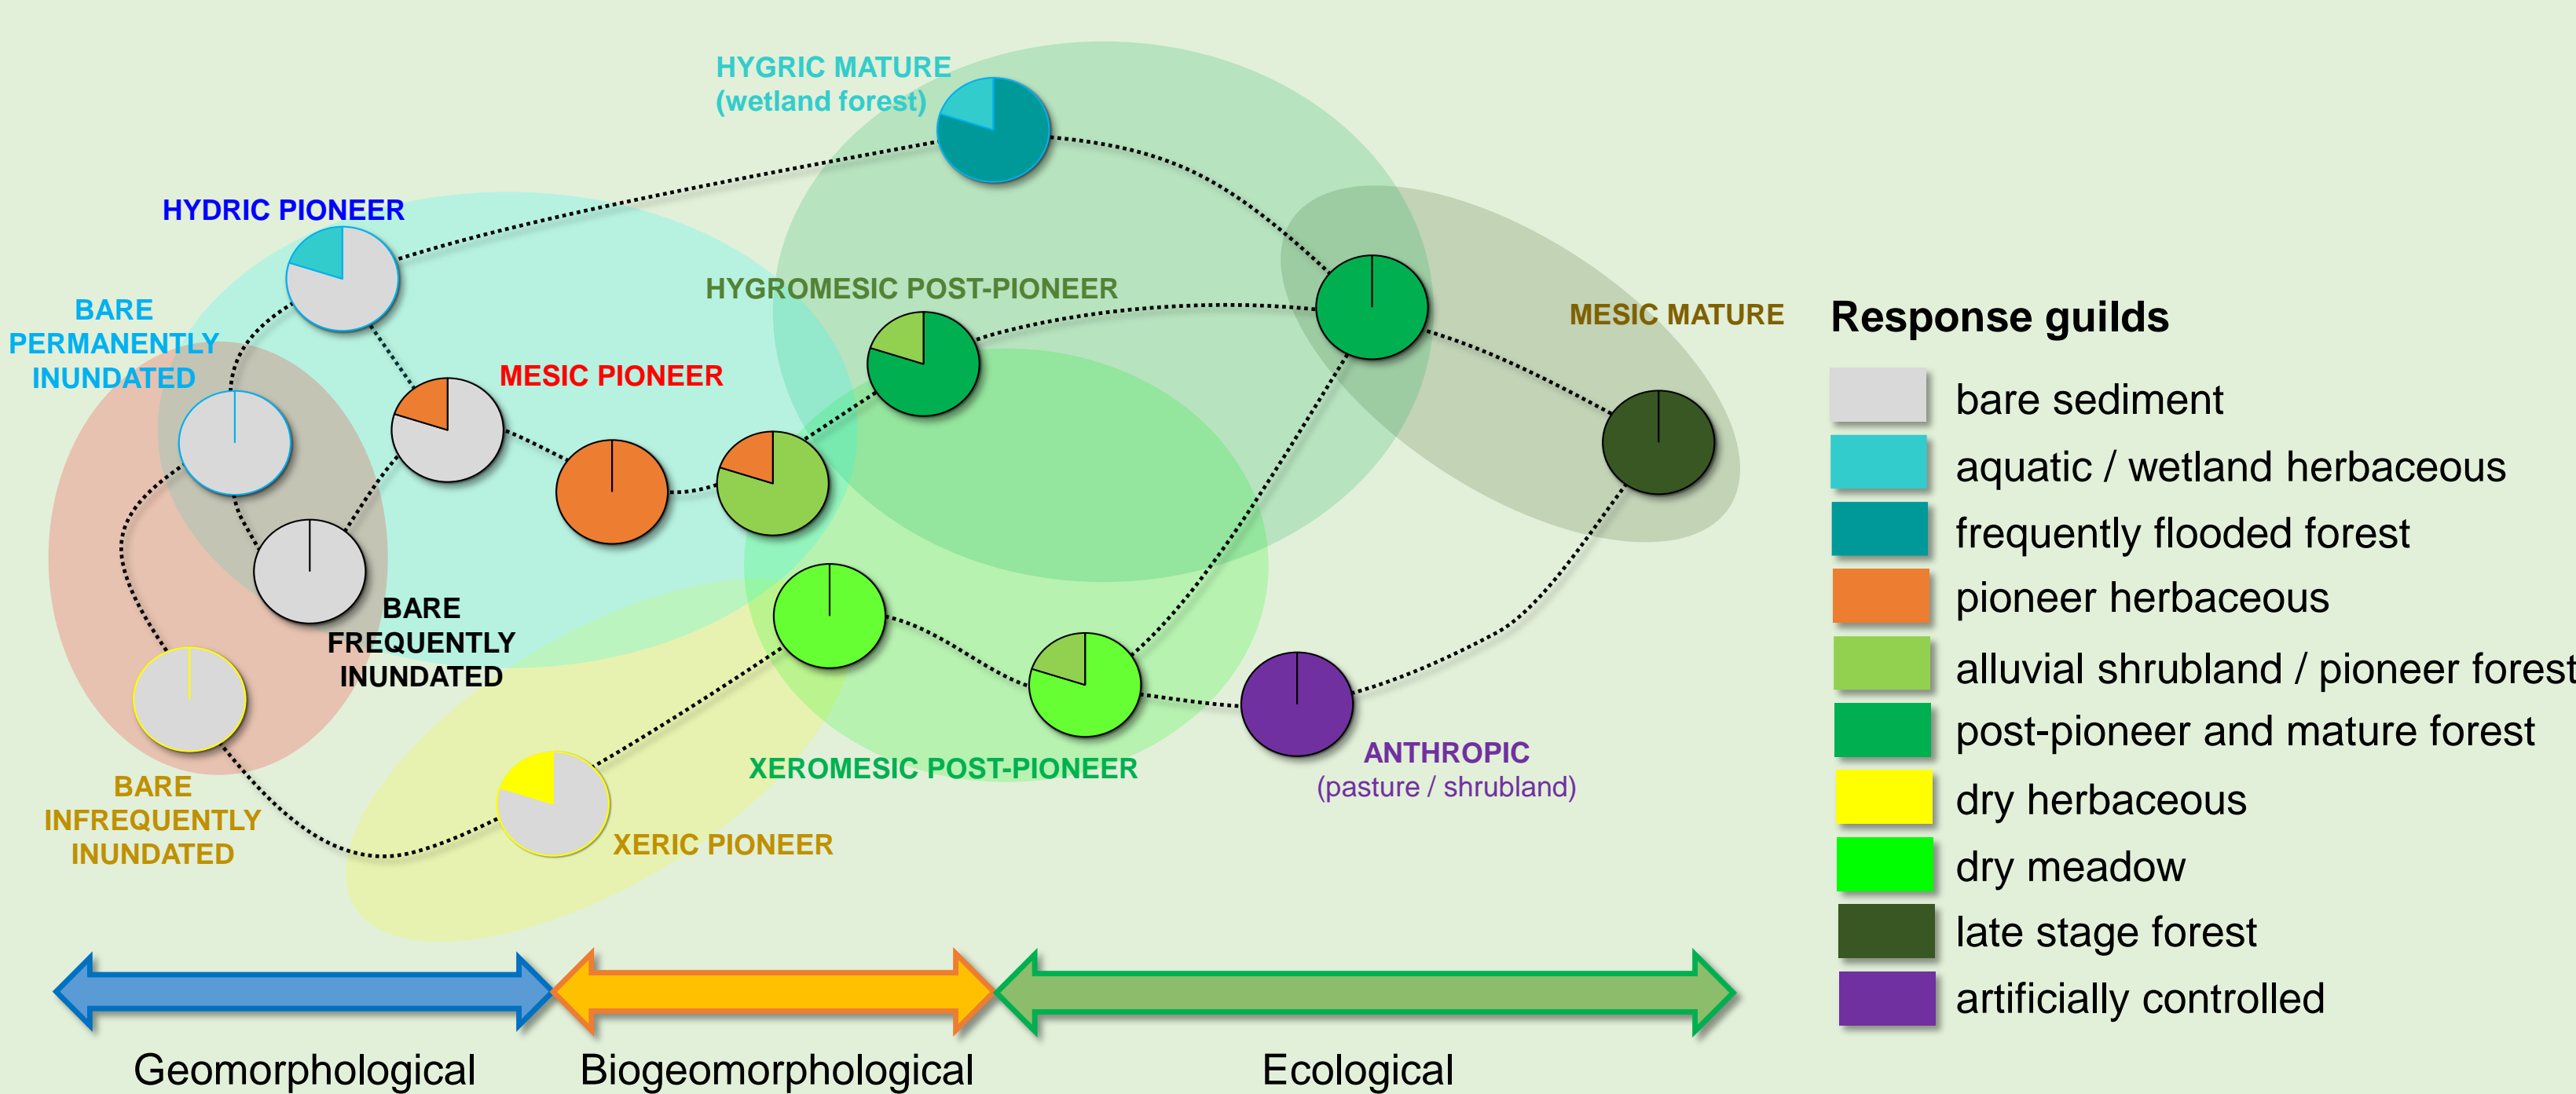 HYGRIC MATURE
(wetland forest)
HYDRIC PIONEER
BARE
PERMANENTLY
INUNDATED
HYGROMESIC POST-PIONEER
MESIC MATURE
MESIC PIONEER
BARE
FREQUENTLY
INUNDATED
BARE
INFREQUENTLY
INUNDATED
XERIC PIONEER
XEROMESIC POST-PIONEER
ANTHROPIC
(pasture / shrubland)
Geomorphological
Biogeomorphological
Ecological
Response guilds
bare sediment
aquatic / wetland herbaceous
frequently flooded forest
pioneer herbaceous
alluvial shrubland / pioneer forest
post-pioneer and mature forest
dry herbaceous
dry meadow
late stage forest
artificially controlled